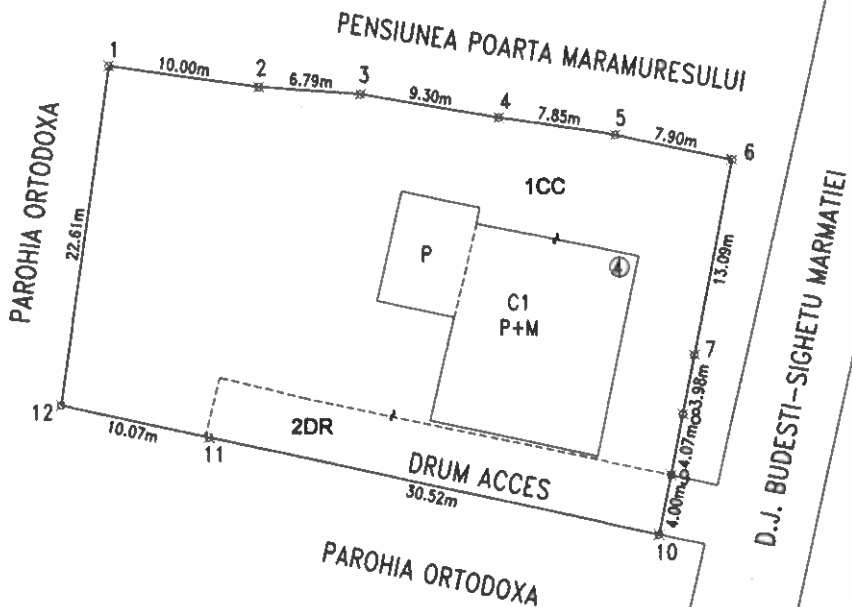 PENSIUNEA POARTA MARAMURESULUI
1
10.00m
2
6.79m
3
9.30m
4
7.85m
5
7.90m
6
PAROHIA ORTODOXA
22.61m
1CC
P
4
C1
P+M
13.09m
7
3.98m
4.07m
4.00m
D.J. BUDESTI-SIGHETU MARMATIEI
12
10.07m
11
2DR
DRUM ACCES
30.52m
10
PAROHIA ORTODOXA